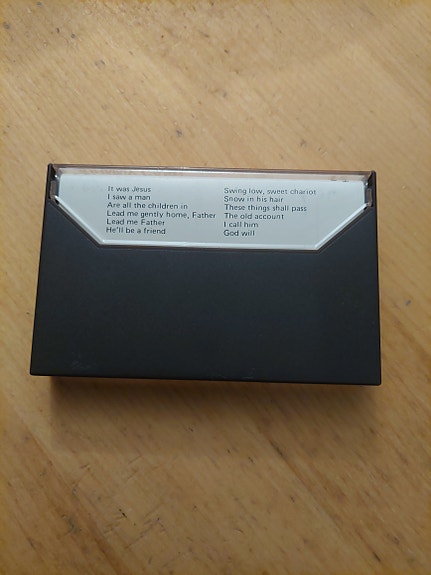 It was Jesus
I saw a man
Are all the children in
Lead me gently home, Father
Lead me Father
He'll be a friend
Swing low, sweet chariot
Snow in his hair
These things shall pass
The old account
I call him
God will